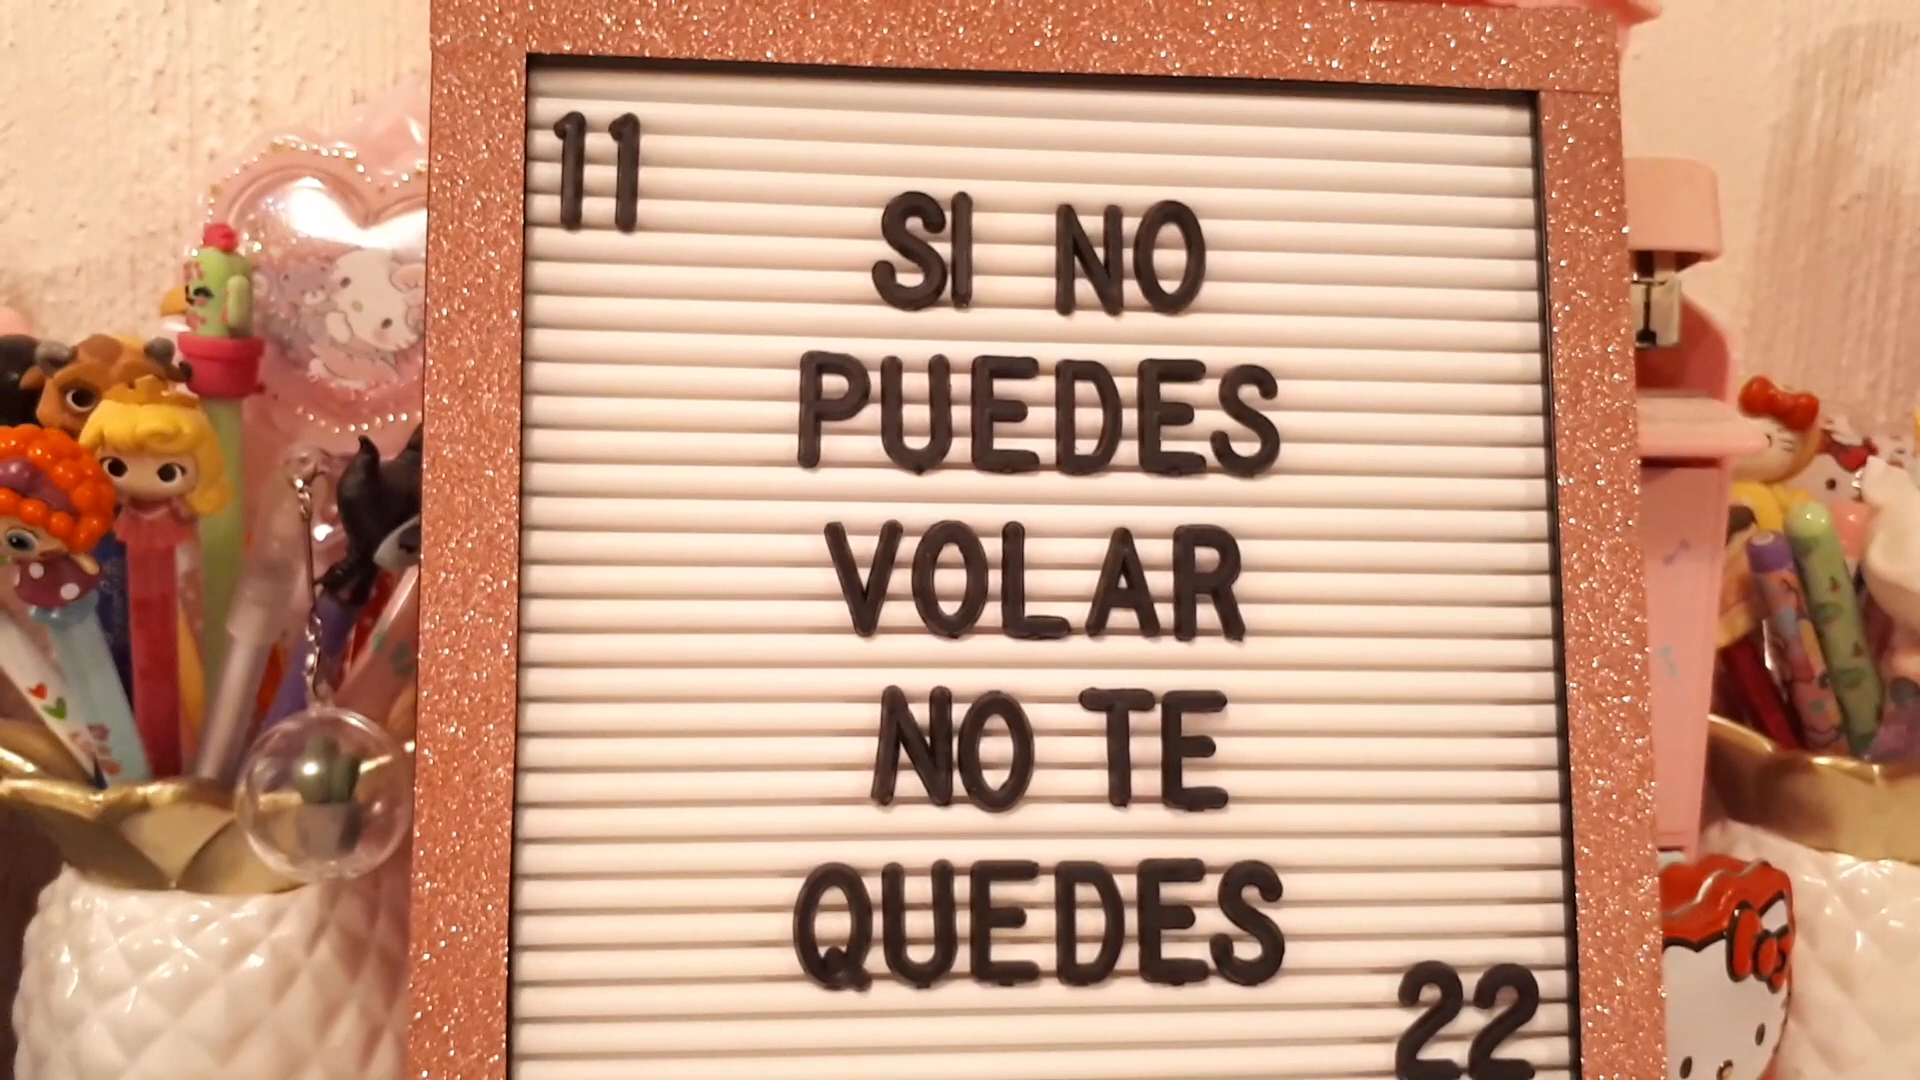 11
SI NO
PUEDES
VOLAR
NO TE
QUEDES
22